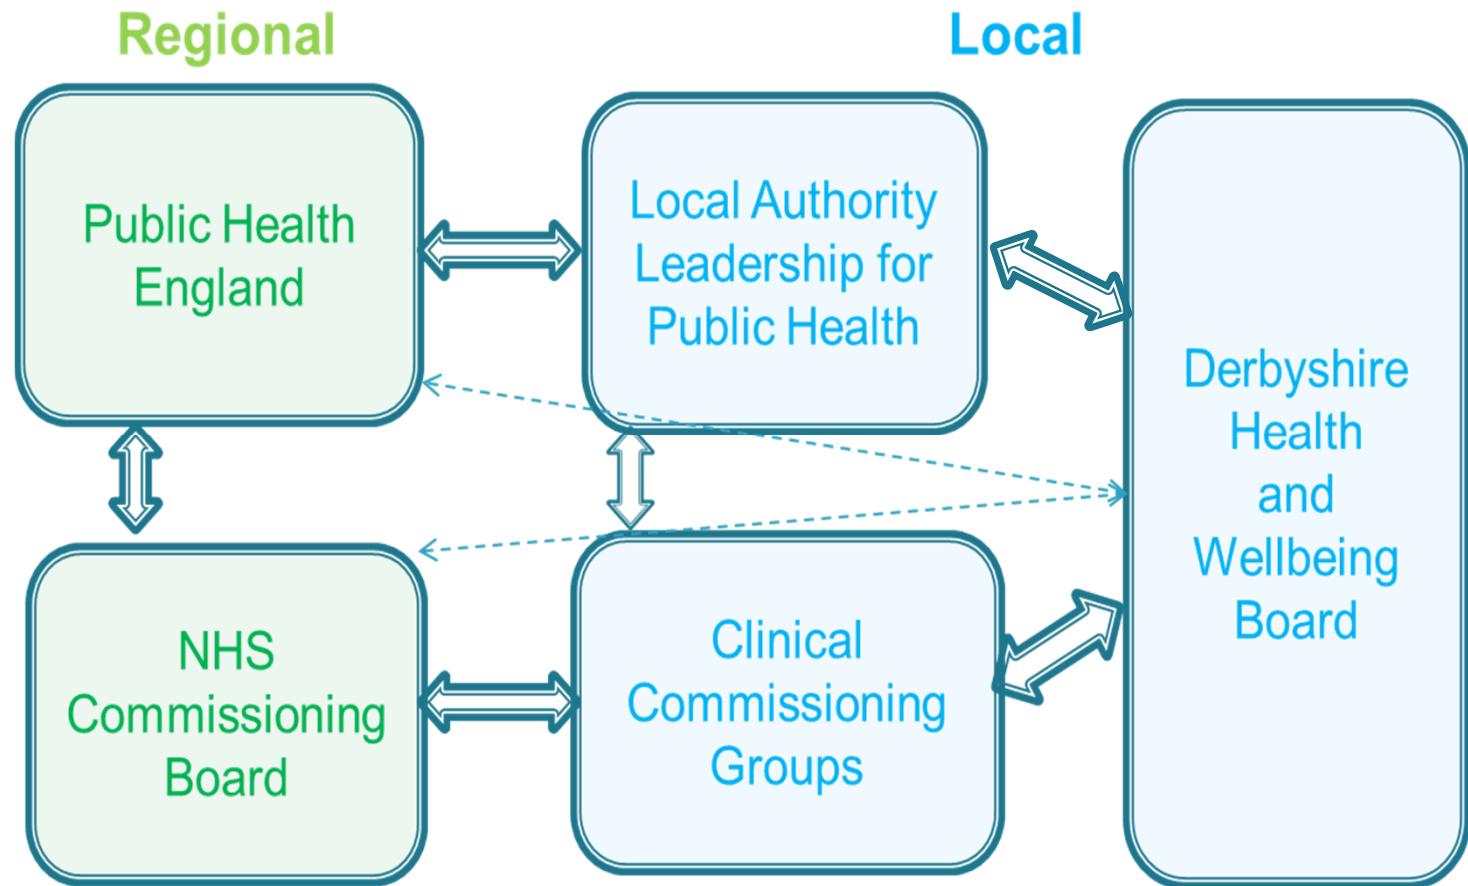 Regional
Local
Public Health
England
Local Authority
Leadership for
Public Health
Derbyshire
Health
and
Wellbeing
Board
NHS
Commissioning
Board
Clinical
Commissioning
Groups